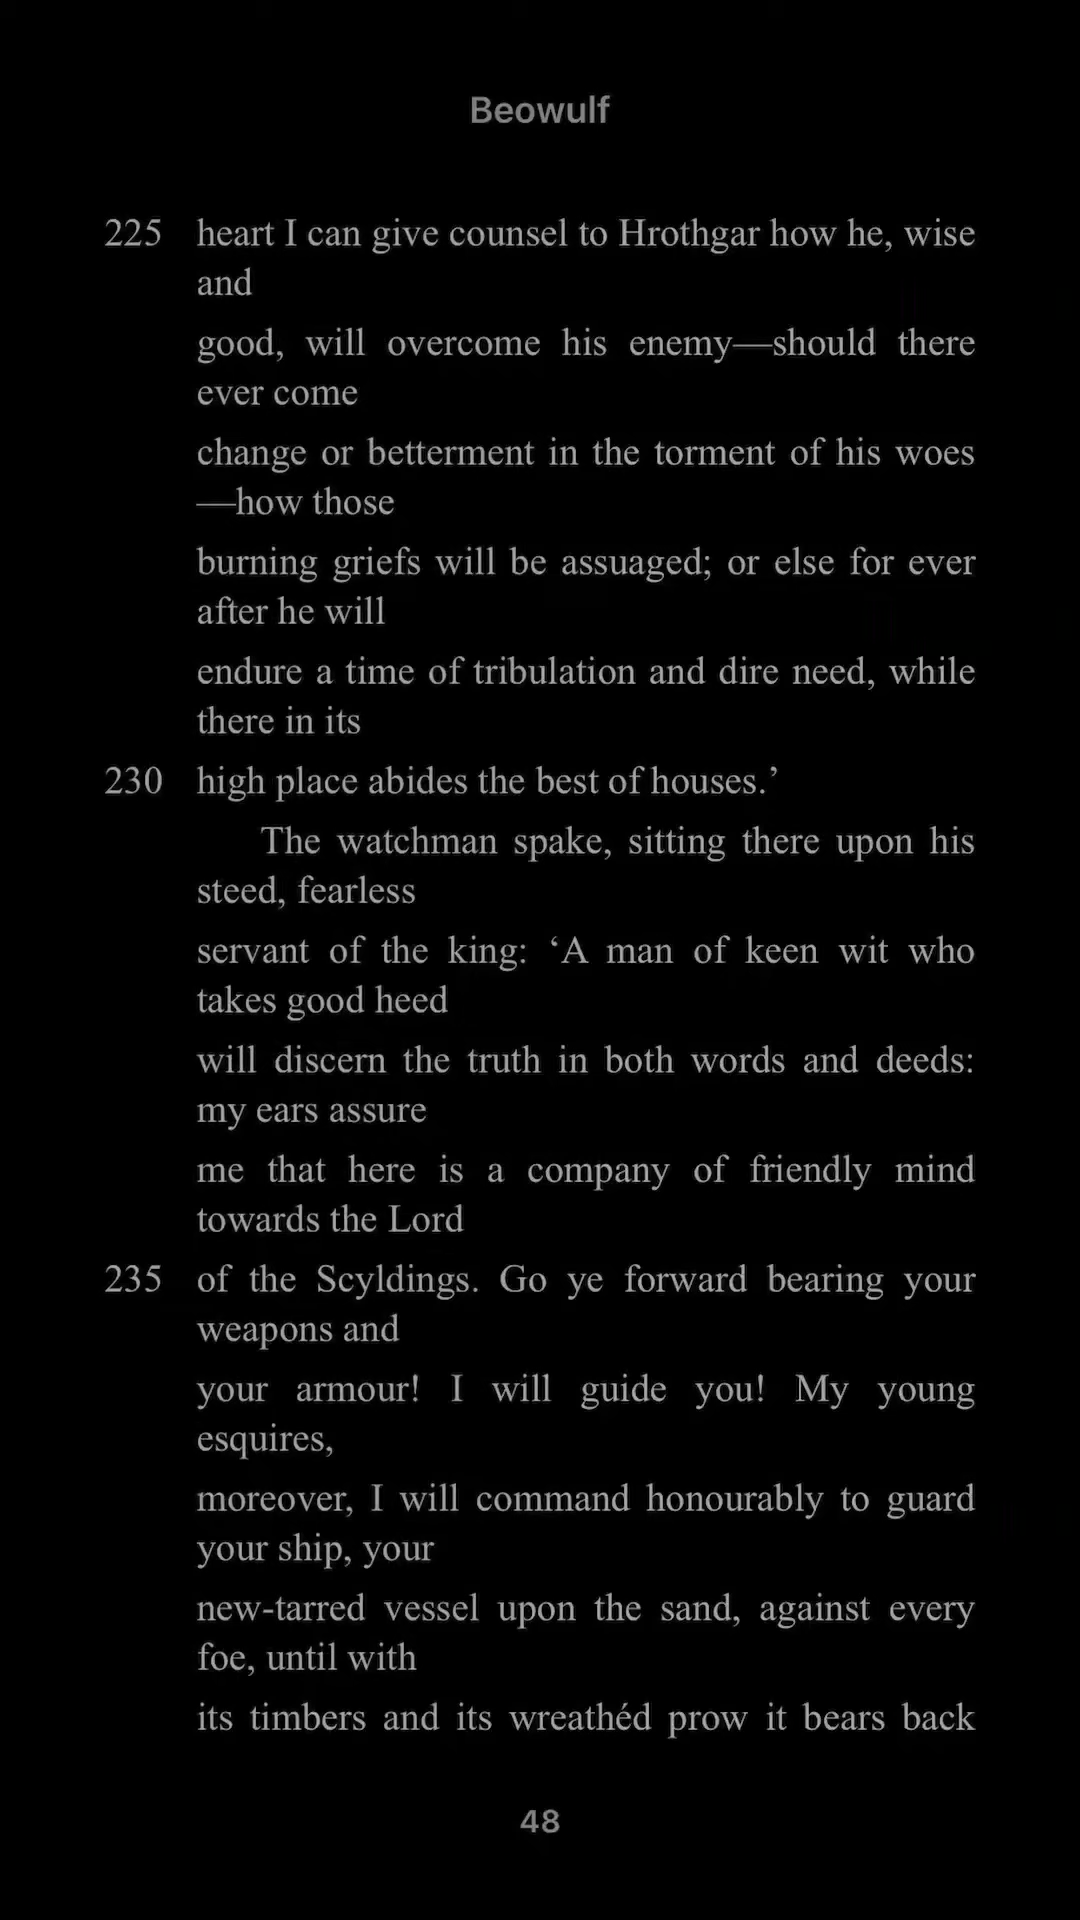 Beowulf
225 heart I can give counsel to Hrothgar how he, wise
and
good, will overcome his enemy—should there
ever come
change or betterment in the torment of his woes
—how those
burning griefs will be assuaged; or else for ever
after he will
endure a time of tribulation and dire need, while
there in its
230 high place abides the best of houses.’
The watchman spake, sitting there upon his
steed, fearless
servant of the king: ‘A man of keen wit who
takes good heed
will discern the truth in both words and deeds:
my ears assure
me that here is a company of friendly mind
towards the Lord
235 of the Scyldings. Go ye forward bearing your
weapons and
your armour! I will guide you! My young
esquires,
moreover, I will command honourably to guard
your ship, your
new-tarred vessel upon the sand, against every
foe, until with
its timbers and its wreathéd prow it bears back
48